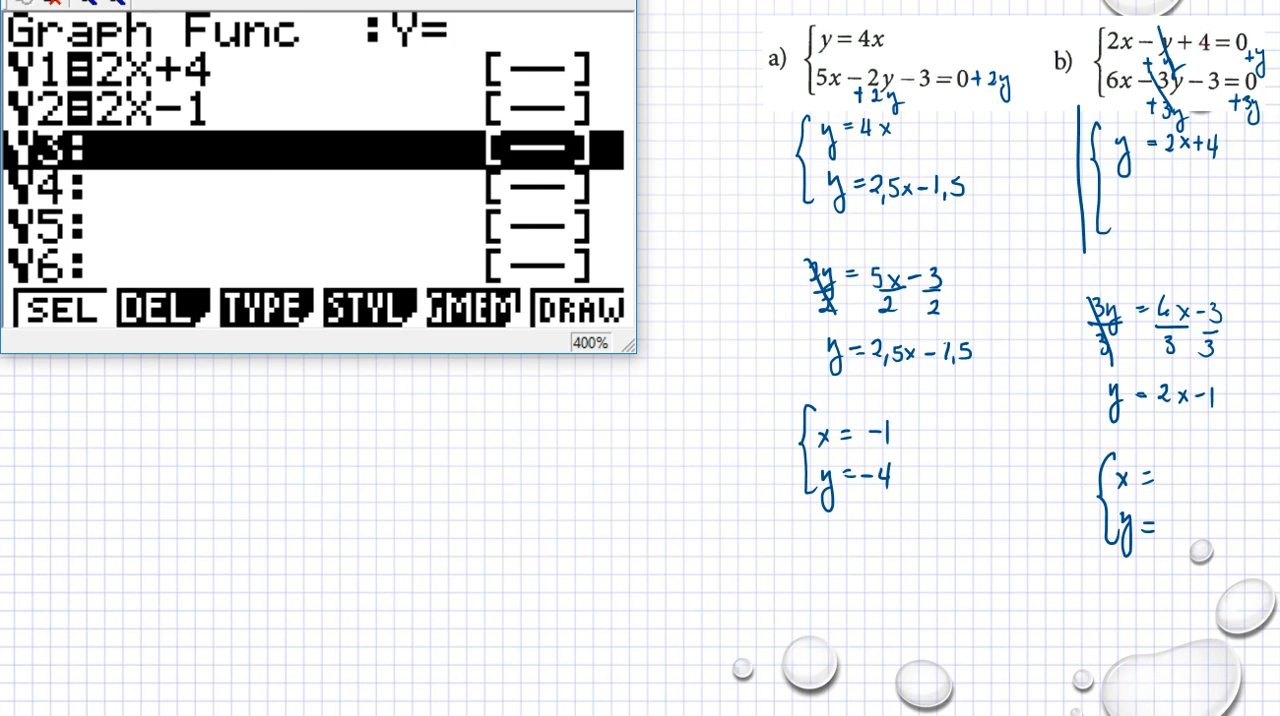 Graph Func :Y=
Y1=2X+4 [—]
Y2=2X−1 [—]
Y3: [—]
Y4: [—]
Y5: [—]
Y6: [—]
SEL DEL TYPE STYL GMEM DRAW
400%
a) y = 4x
5x − 2y − 3 = 0 +2y
+2y
y = 4x
y = 2,5x − 1,5
2y/2 = 5x/2 − 3/2
y = 2,5x − 1,5
x = −1
y = −4
b) 2x − y + 4 = 0 +y
+y
6x − 3y − 3 = 0
+3y +3y
y = 2x+4
3y/3 = 6x/3 − 3/3
y = 2x − 1
x =
y =